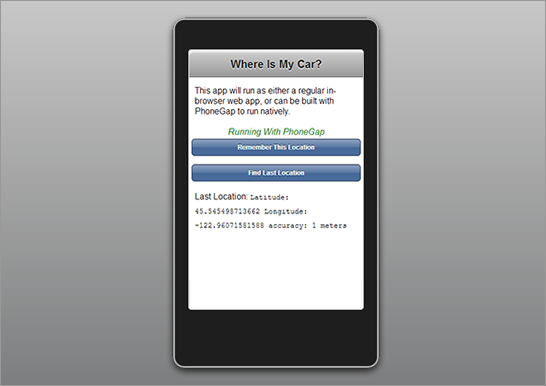 Where Is My Car?
This app will run as either a regular in-
browser web app, or can be built with
PhoneGap to run natively.
Running With PhoneGap
Remember This Location
Find Last Location
Last Location: Latitude:
45.545498713662 Longitude:
-122.96071581588 accuracy: 1 meters